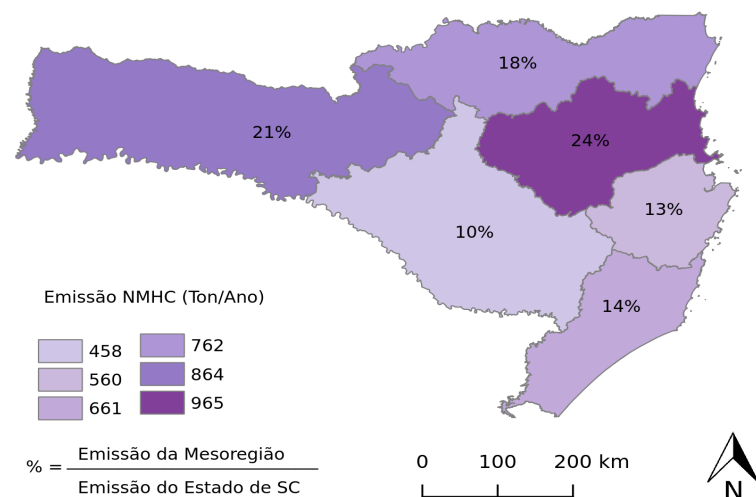 18%
21%
24%
13%
10%
14%
Emissão NMHC (Ton/Ano)
458
560
661
762
864
965
% = Emissão da Mesoregião
Emissão do Estado de SC
0 100 200 km
N